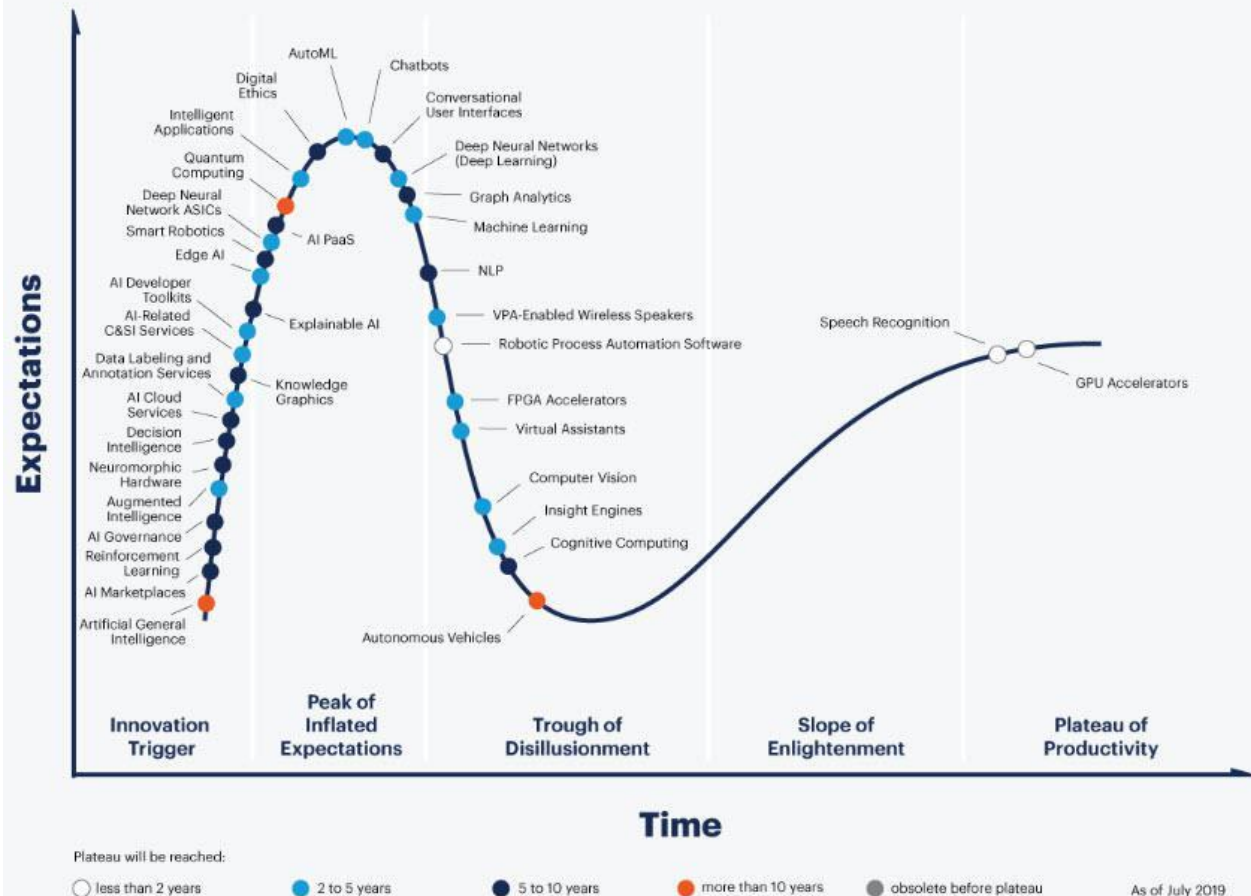 AutoML
Chatbots
Digital
Ethics
Conversational
User Interfaces
Intelligent
Applications
Deep Neural Networks
(Deep Learning)
Quantum
Computing
Graph Analytics
Deep Neural
Network ASICs
Machine Learning
Smart Robotics
AI PaaS
Edge AI
NLP
AI Developer
Toolkits
Explainable AI
VPA-Enabled Wireless Speakers
AI-Related
C&SI Services
Robotic Process Automation Software
Speech Recognition
Data Labeling and
Annotation Services
Knowledge
Graphics
GPU Accelerators
AI Cloud
Services
FPGA Accelerators
Decision
Intelligence
Virtual Assistants
Neuromorphic
Hardware
Computer Vision
Augmented
Intelligence
Insight Engines
AI Governance
Cognitive Computing
Reinforcement
Learning
AI Marketplaces
Artificial General
Intelligence
Autonomous Vehicles
Expectations
Innovation
Trigger
Peak of
Inflated
Expectations
Trough of
Disillusionment
Slope of
Enlightenment
Plateau of
Productivity
Time
Plateau will be reached:
less than 2 years
2 to 5 years
5 to 10 years
more than 10 years
obsolete before plateau
As of July 2019